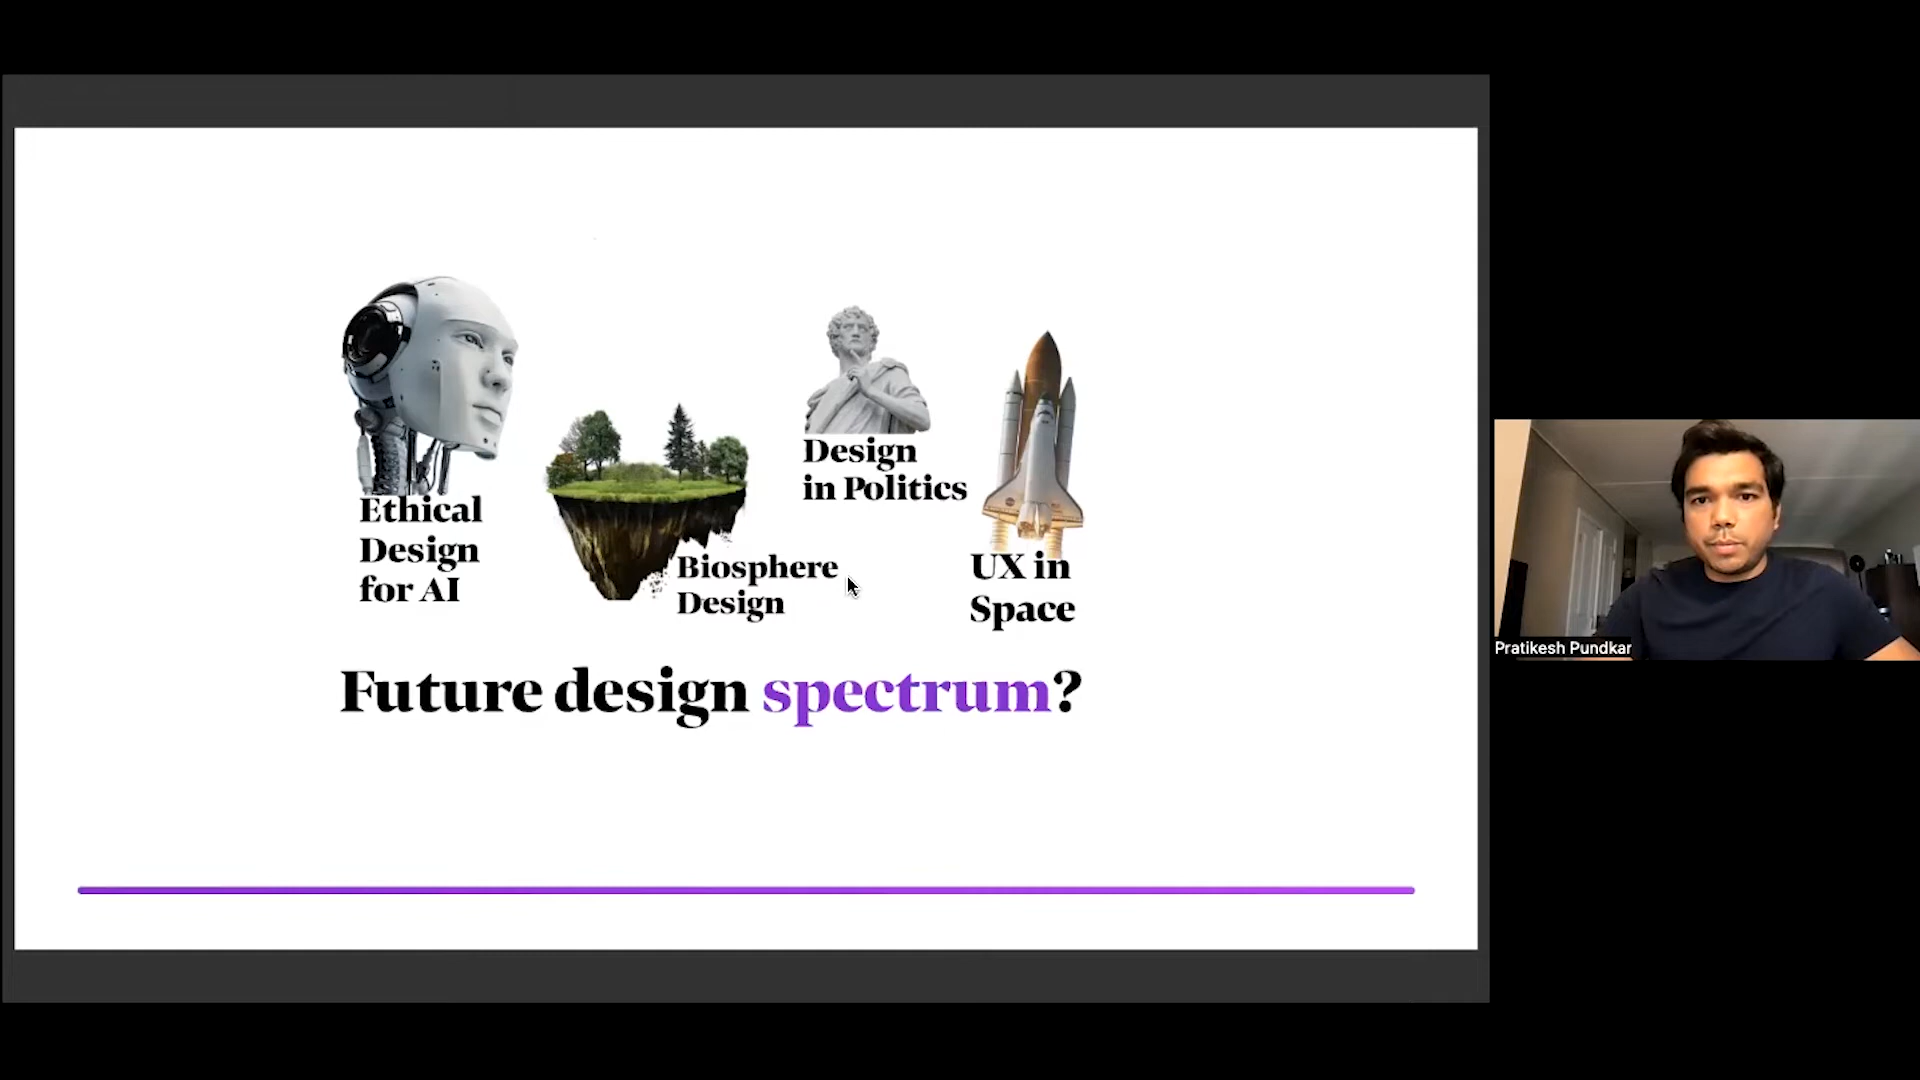 Ethical
Design
for AI
Biosphere
Design
Design
in Politics
UX in
Space
Future design spectrum?
Pratikesh Pundkar